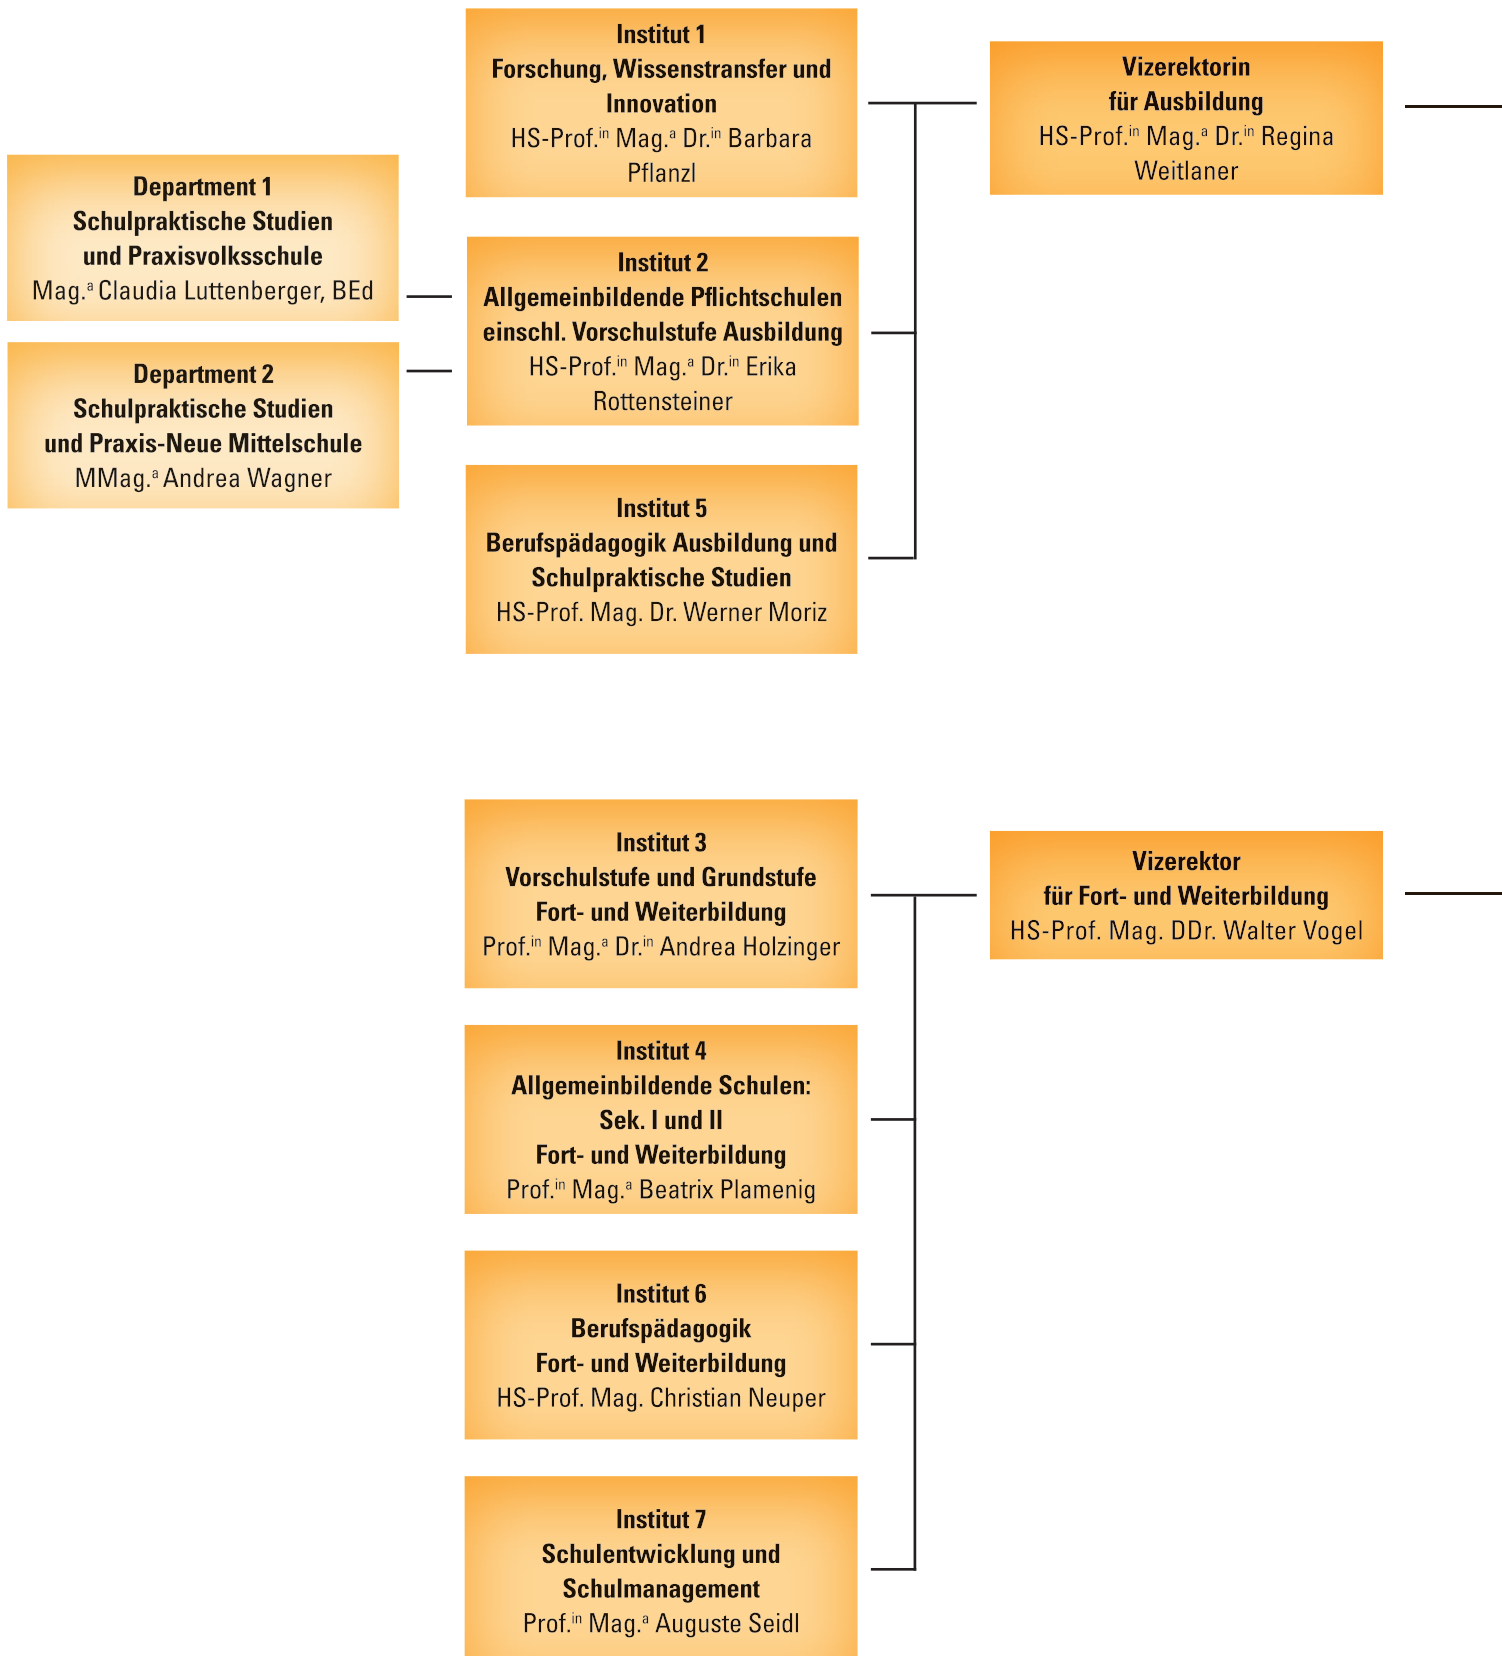 Institut 1
Forschung, Wissenstransfer und
Innovation
HS-Prof.in Mag.a Dr.in Barbara
Pflanzl
Vizerektorin
für Ausbildung
HS-Prof.in Mag.a Dr.in Regina
Weitlaner
Department 1
Schulpraktische Studien
und Praxisvolksschule
Mag.a Claudia Luttenberger, BEd
Institut 2
Allgemeinbildende Pflichtschulen
einschl. Vorschulstufe Ausbildung
HS-Prof.in Mag.a Dr.in Erika
Rottensteiner
Department 2
Schulpraktische Studien
und Praxis-Neue Mittelschule
MMag.a Andrea Wagner
Institut 5
Berufspädagogik Ausbildung und
Schulpraktische Studien
HS-Prof. Mag. Dr. Werner Moriz
Institut 3
Vorschulstufe und Grundstufe
Fort- und Weiterbildung
Prof.in Mag.a Dr.in Andrea Holzinger
Vizerektor
für Fort- und Weiterbildung
HS-Prof. Mag. DDr. Walter Vogel
Institut 4
Allgemeinbildende Schulen:
Sek. I und II
Fort- und Weiterbildung
Prof.in Mag.a Beatrix Plamenig
Institut 6
Berufspädagogik
Fort- und Weiterbildung
HS-Prof. Mag. Christian Neuper
Institut 7
Schulentwicklung und
Schulmanagement
Prof.in Mag.a Auguste Seidl